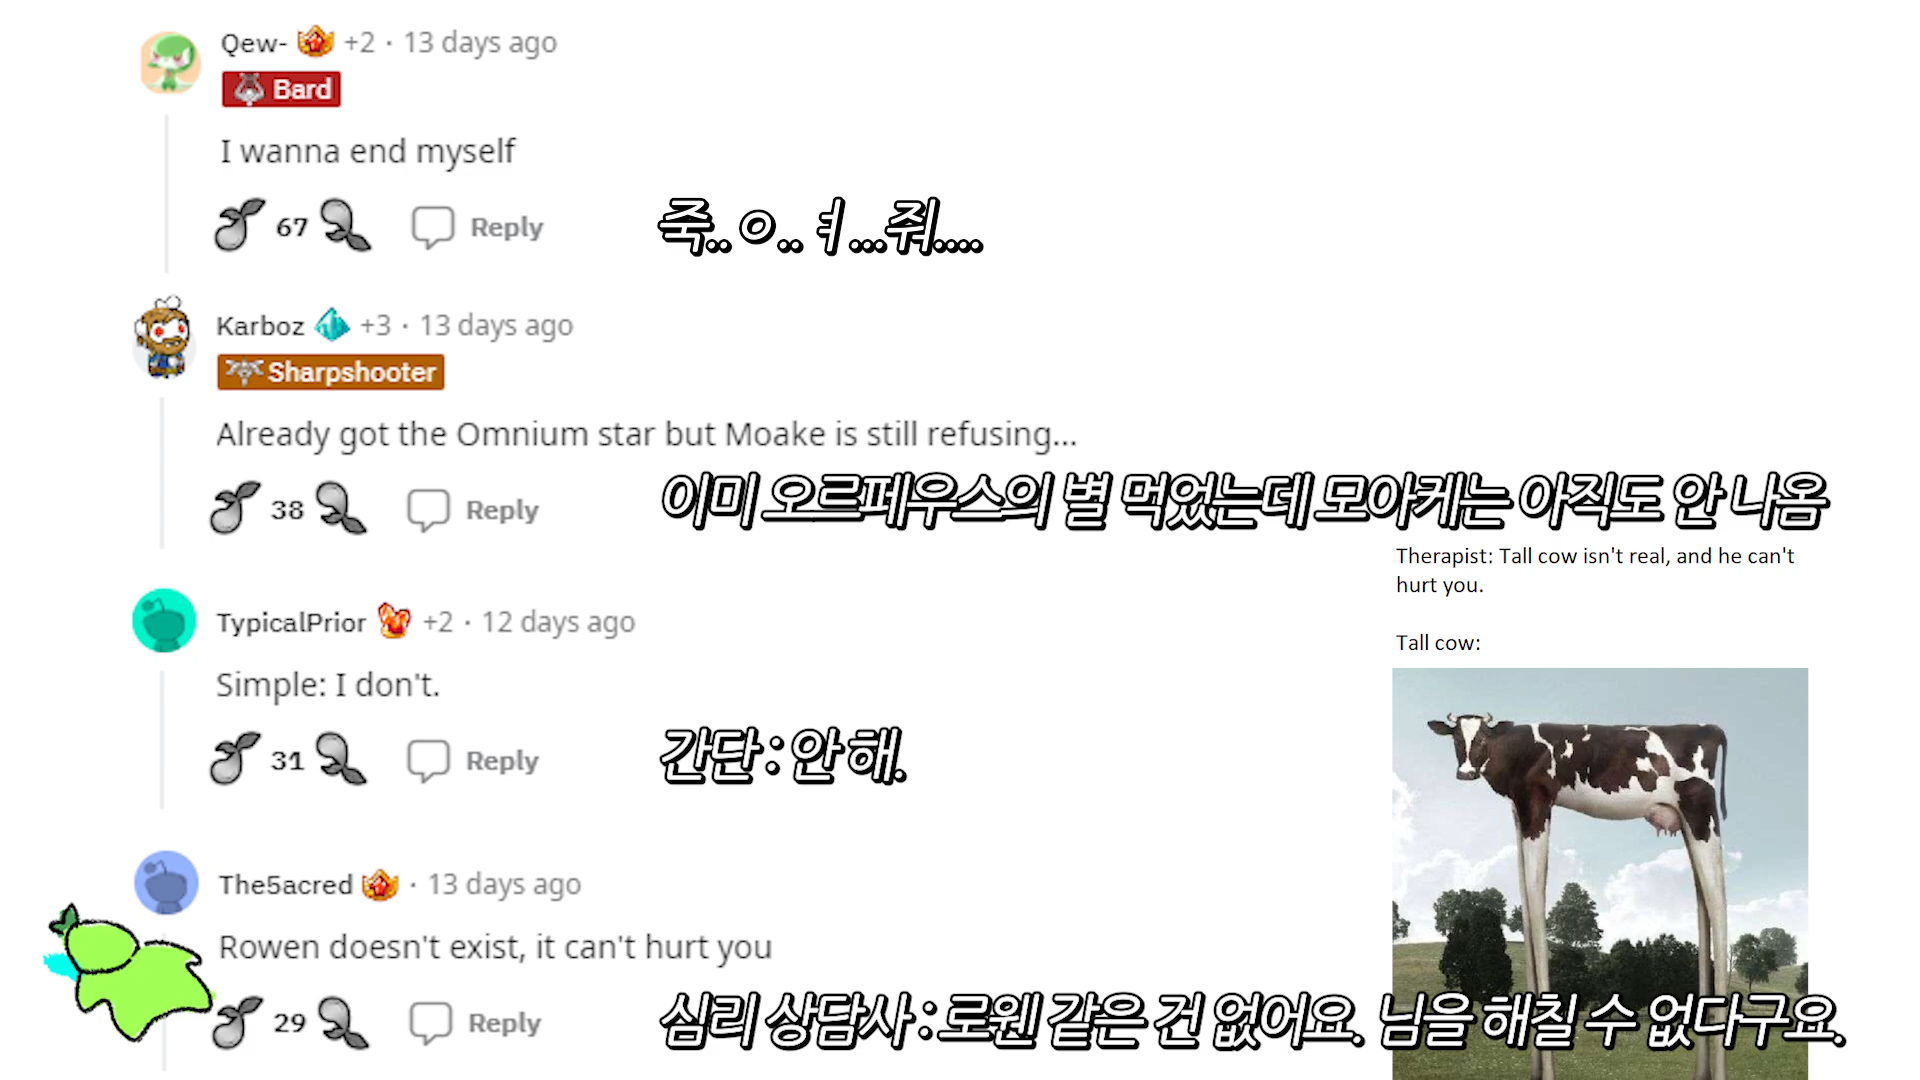 Qew- +2 · 13 days ago
Bard
I wanna end myself
67 Reply
죽..ㅇ..ㅕ...줘....
Karboz +3 · 13 days ago
Sharpshooter
Already got the Omnium star but Moake is still refusing...
38 Reply
이미 오르페우스의 별 먹었는데 모아케는 아직도 안 나옴
Therapist: Tall cow isn't real, and he can't
hurt you.
Tall cow:
TypicalPrior +2 · 12 days ago
Simple: I don't.
31 Reply
간단 : 안 해.
The5acred · 13 days ago
Rowen doesn't exist, it can't hurt you
29 Reply
심리 상담사 : 로웬 같은 건 없어요. 님을 해칠 수 없다구요.